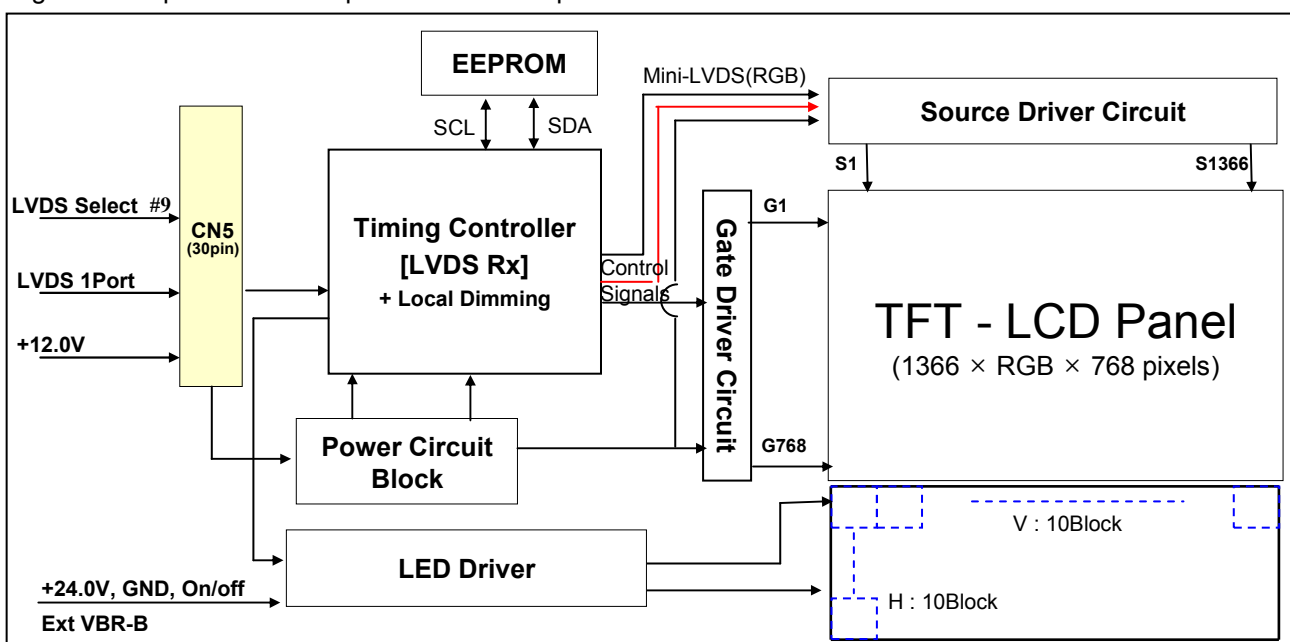 EEPROM
SCL
SDA
Mini-LVDS(RGB)
Source Driver Circuit
S1
S1366
LVDS Select #9
CN5
(30pin)
LVDS 1Port
+12.0V
Timing Controller
[LVDS Rx]
+ Local Dimming
Control
Signals
Gate Driver Circuit
G1
G768
TFT - LCD Panel
(1366 × RGB × 768 pixels)
Power Circuit
Block
LED Driver
+24.0V, GND, On/off
Ext VBR-B
V : 10Block
H : 10Block